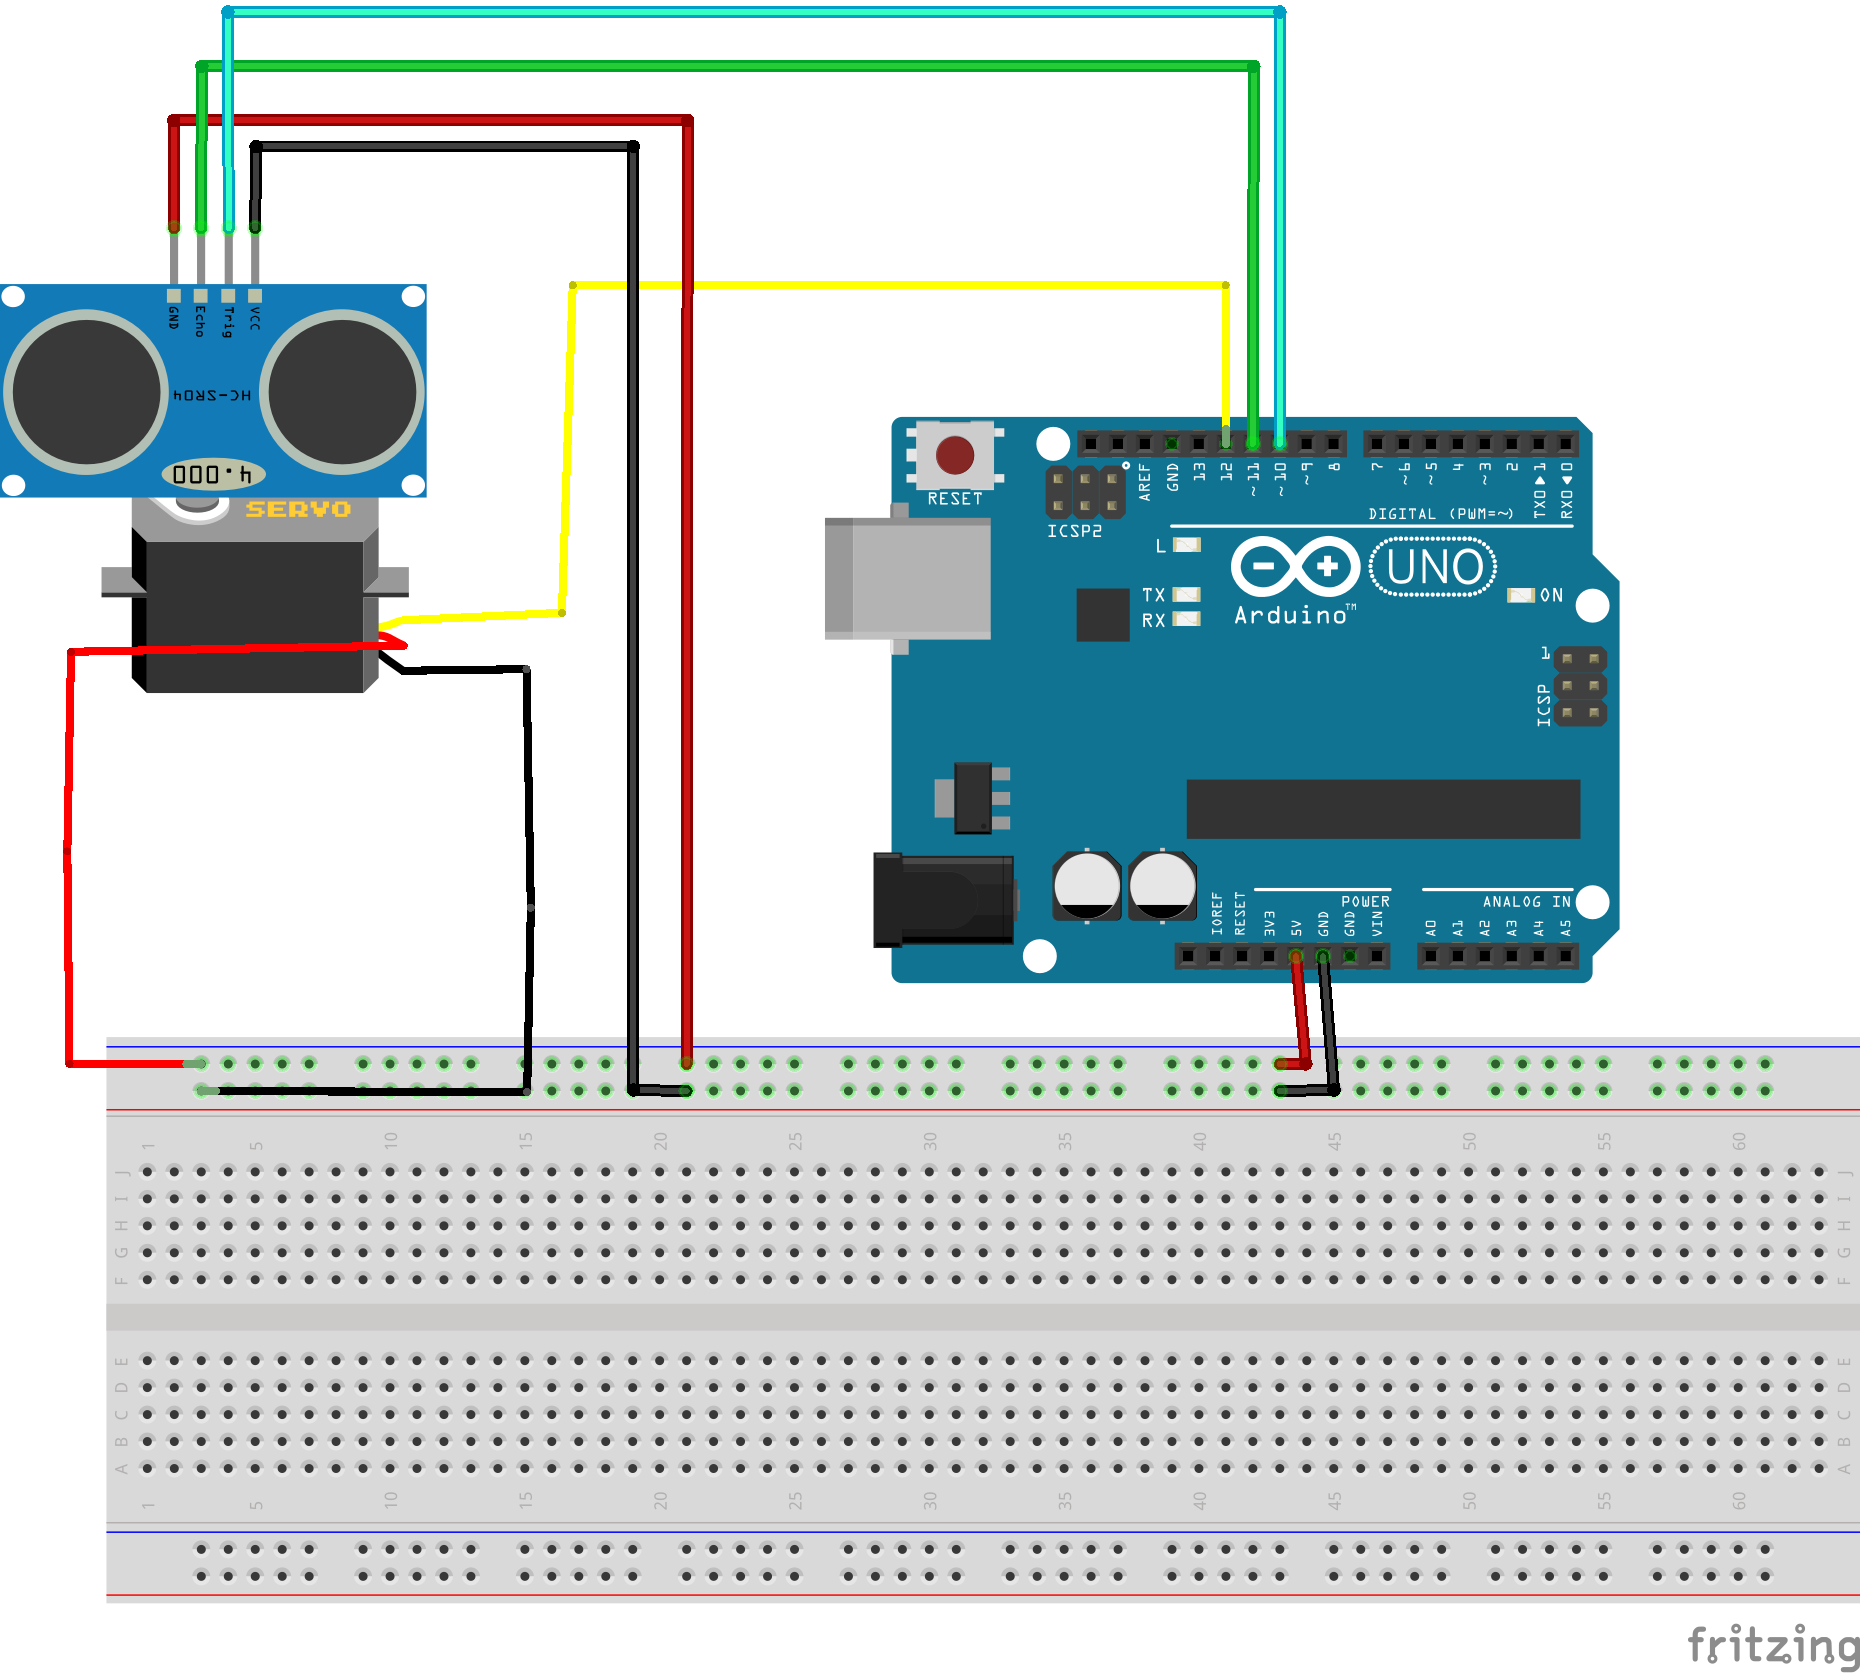 GND Echo Trig VCC
HC-SR04
4.000
SERVO
RESET
ICSP2
AREF GND 13 12 ~11 ~10 ~9 8 7 ~6 ~5 4 ~3 2 TX0▶1 RX0◀0
DIGITAL (PWM=~)
L
TX
RX
Arduino™
UNO
ON
1
ICSP
IOREF RESET 3V3 5V GND GND VIN
POWER
A0 A1 A2 A3 A4 A5
ANALOG IN
1 5 10 15 20 25 30 35 40 45 50 55 60
J J
I I
H H
G G
F F
E E
D D
C C
B B
A A
1 5 10 15 20 25 30 35 40 45 50 55 60
fritzing